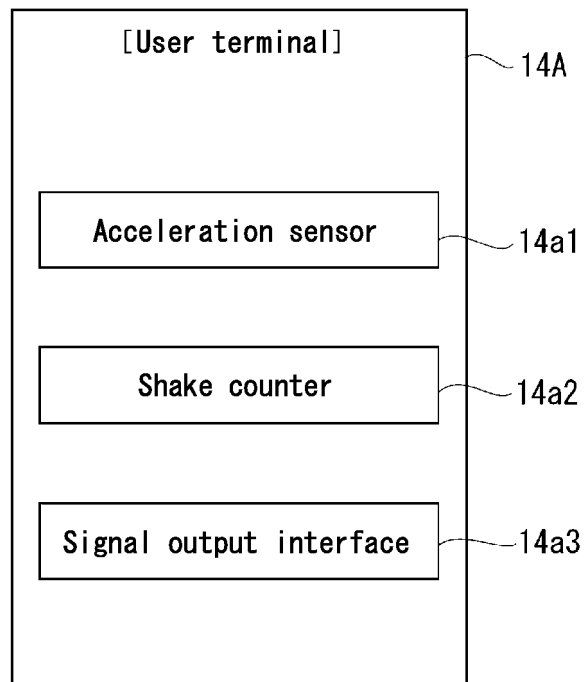 [User terminal]
14A
Acceleration sensor
14a1
Shake counter
14a2
Signal output interface
14a3